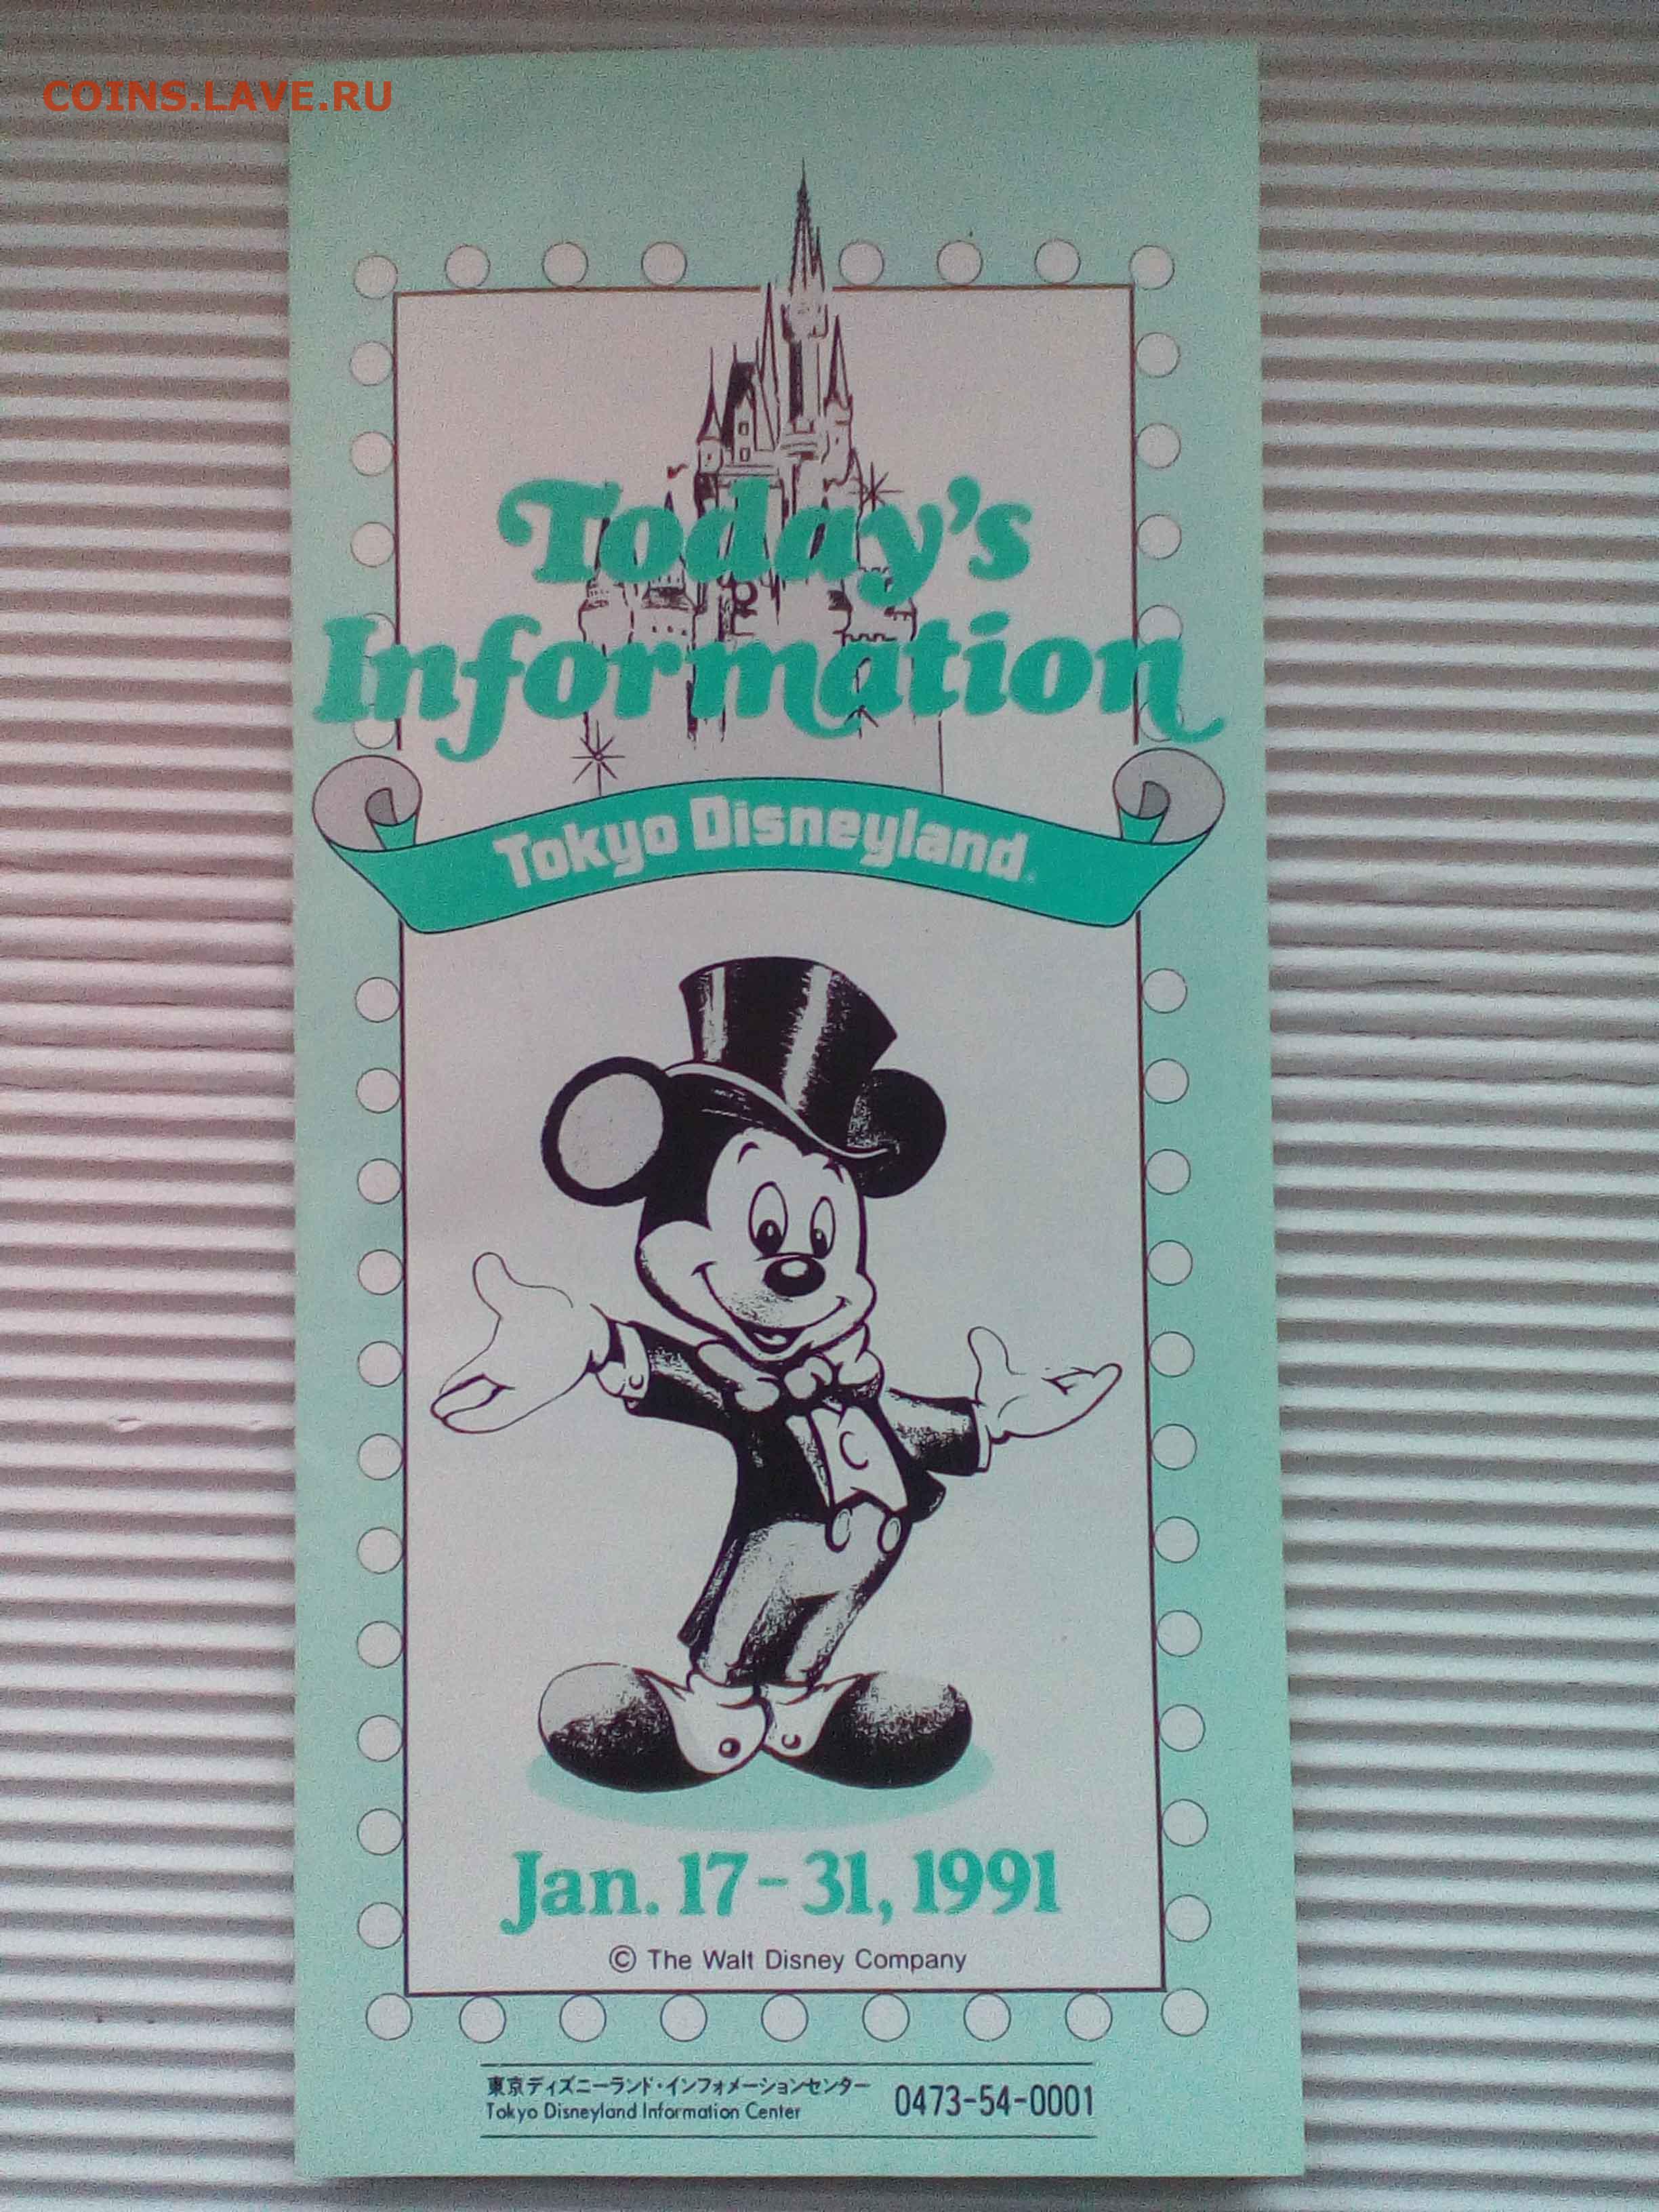 COINS.LAVE.RU
Today's
Information
Tokyo Disneyland®
Jan. 17-31, 1991
© The Walt Disney Company
東京ディズニーランド・インフォメーションセンター
Tokyo Disneyland Information Center
0473-54-0001